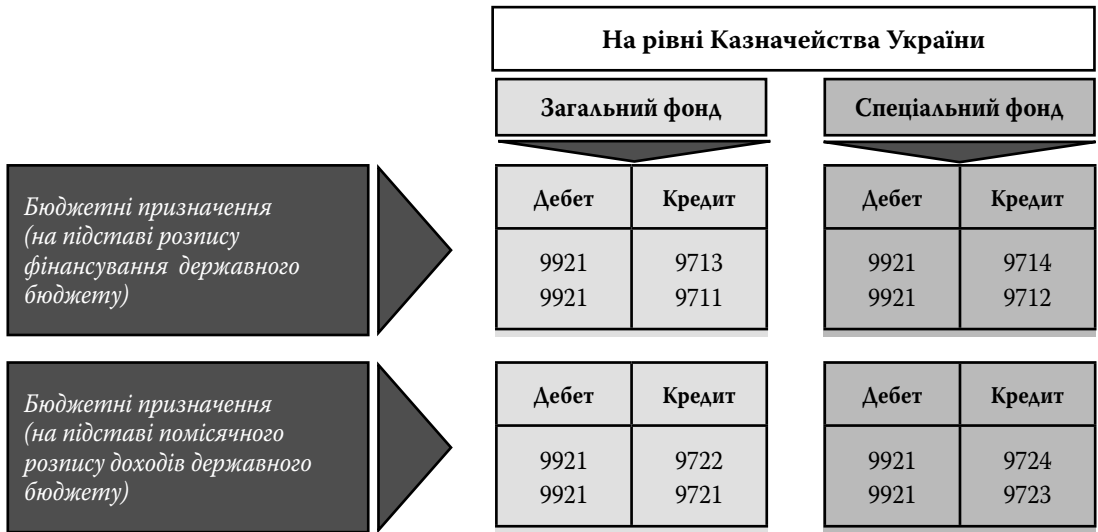 На рівні Казначейства України
Загальний фонд Спеціальний фонд
Бюджетні призначення
(на підставі розпису
фінансування державного
бюджету)
Дебет Кредит Дебет Кредит
9921 9713 9921 9714
9921 9711 9921 9712
Бюджетні призначення
(на підставі помісячного
розпису доходів державного
бюджету)
Дебет Кредит Дебет Кредит
9921 9722 9921 9724
9921 9721 9921 9723